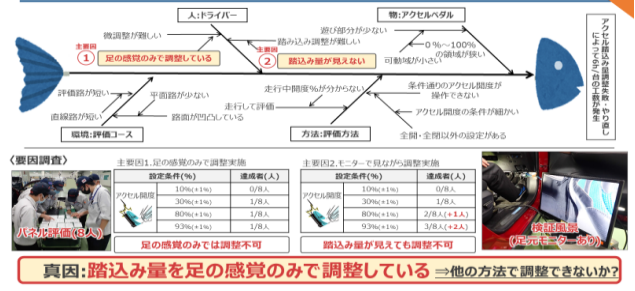 人:ドライバー
物:アクセルペダル
微調整が難しい
踏み込み調整が難しい
主要因
① 足の感覚のみで調整している
主要因
② 踏込み量が見えない
遊び部分が少ない
0%~100%
の領域が狭い
可動域が小さい
アクセル踏込み量調整失敗・やり直し
によって6h/台の工数が発生
評価路が短い
平面路が少ない
直線路が短い
路面が凹凸している
環境:評価コース
走行中開度%が分からない
走行して評価
方法:評価方法
条件通りのアクセル開度が
操作できない
アクセル開度の条件が細かい
全開・全閉以外の設定がある
〈要因調査〉
パネル評価(8人)
主要因1.足の感覚のみで調整実施
設定条件(%) 達成者(人)
アクセル開度
10%(±1%) 0/8人
30%(±1%) 1/8人
80%(±1%) 1/8人
93%(±1%) 1/8人
足の感覚のみでは調整不可
主要因2.モニターで見ながら調整実施
設定条件(%) 達成者(人)
アクセル開度
10%(±1%) 0/8人
30%(±1%) 1/8人
80%(±1%) 2/8人(+1人)
93%(±1%) 3/8人(+2人)
踏込み量が見えても調整不可
検証風景
(足元モニターあり)
真因:踏込み量を足の感覚のみで調整している ⇒他の方法で調整できないか?